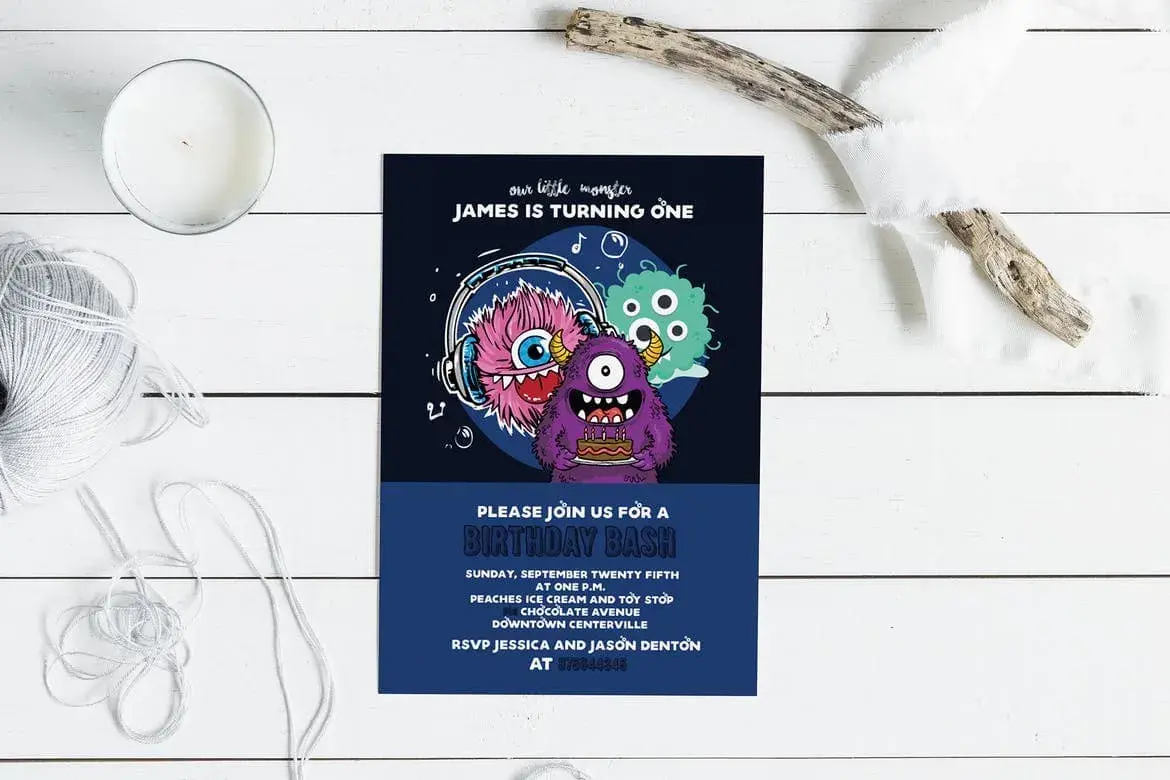 our little monster
JAMES IS TURNING ONE
PLEASE JOIN US FOR A
BIRTHDAY BASH
SUNDAY, SEPTEMBER TWENTY FIFTH
AT ONE P.M.
PEACHES ICE CREAM AND TOY STOP
CHOCOLATE AVENUE
DOWNTOWN CENTERVILLE
RSVP JESSICA AND JASON DENTON
AT